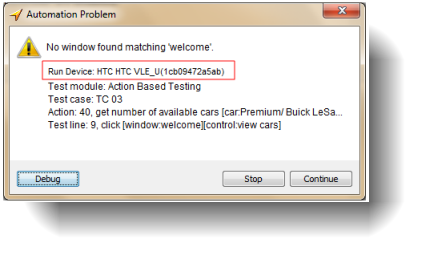 Automation Problem
No window found matching 'welcome'.
Run Device: HTC HTC VLE_U(1cb09472a5ab)
Test module: Action Based Testing
Test case: TC 03
Action: 40, get number of available cars [car:Premium/ Buick LeSa...
Test line: 9, click [window:welcome][control:view cars]
Debug
Stop
Continue